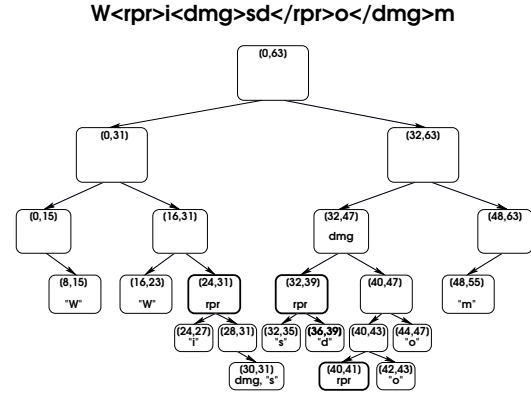 W<rpr>i<dmg>sd</rpr>o</dmg>m
(0,63)
(0,31) (32,63)
(0,15) (16,31) (32,47) (48,63)
dmg
(8,15) (16,23) (24,31) (32,39) (40,47) (48,55)
"W" "W" rpr rpr "m"
(24,27) (28,31) (32,35) (36,39) (40,43) (44,47)
"i" "s" "d" "o"
(30,31) (40,41) (42,43)
dmg, "s" rpr "o"